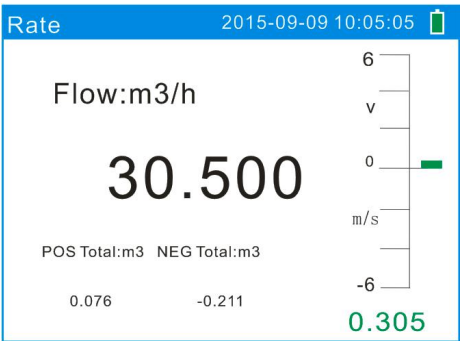 Rate 2015-09-09 10:05:05
6
Flow:m3/h
v
30.500
0
m/s
POS Total:m3 NEG Total:m3
-6
0.076 -0.211
0.305